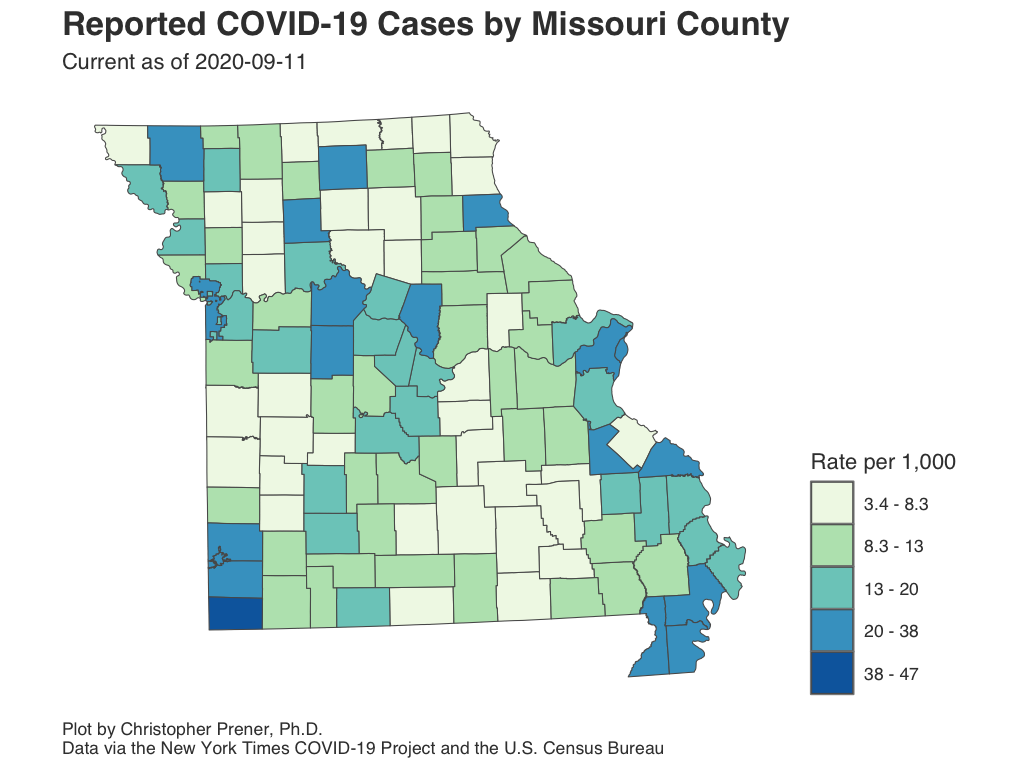 Reported COVID-19 Cases by Missouri County
Current as of 2020-09-11
Rate per 1,000
3.4 - 8.3
8.3 - 13
13 - 20
20 - 38
38 - 47
Plot by Christopher Prener, Ph.D.
Data via the New York Times COVID-19 Project and the U.S. Census Bureau